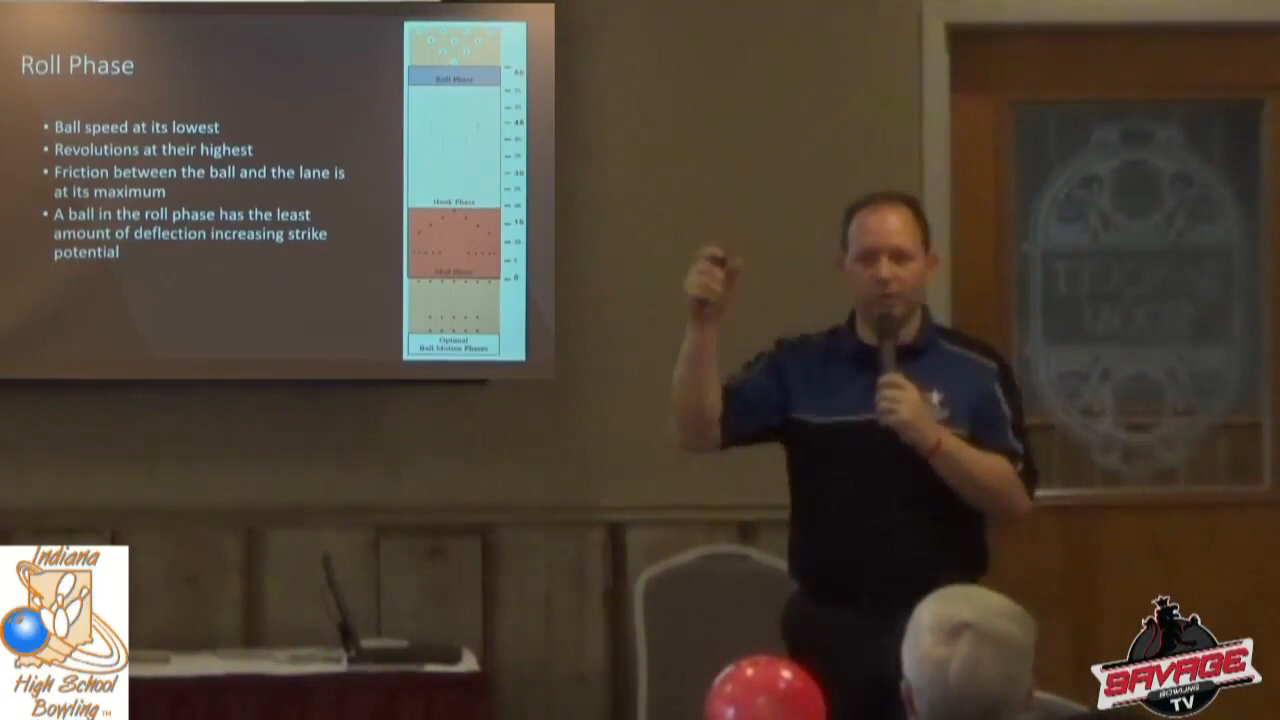 Roll Phase
• Ball speed at its lowest
• Revolutions at their highest
• Friction between the ball and the lane is
at its maximum
• A ball in the roll phase has the least
amount of deflection increasing strike
potential
Roll Phase
60
45
30
15
0
Hook Phase
Skid Phase
Optimal
Ball Motion Phases
Indiana
High School
Bowling™
SAVAGE
BOWLING
TV